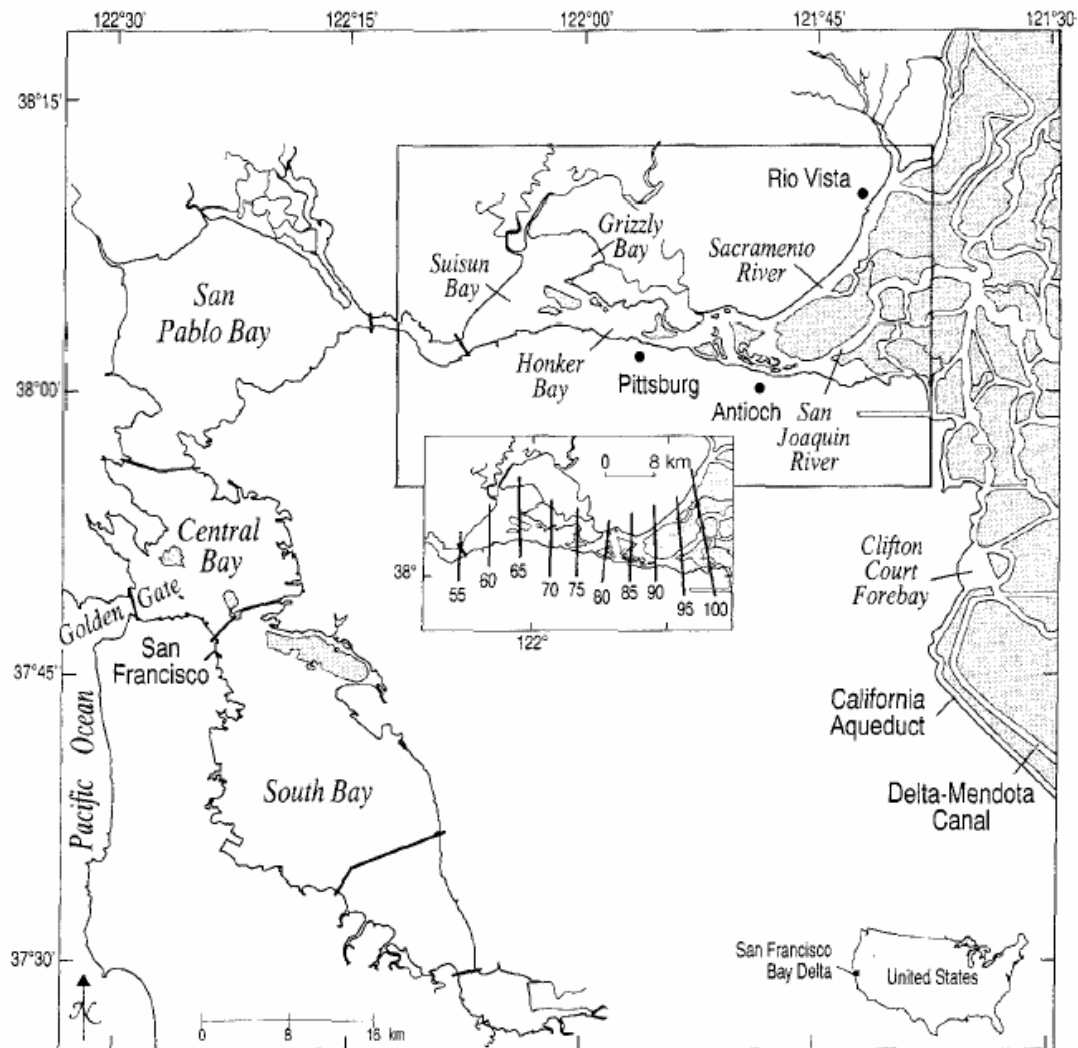 122°30' 122°15' 122°00' 121°45' 121°30'
38°15'
Rio Vista
Grizzly
Bay
Sacramento
River
Suisun
Bay
San
Pablo Bay
Honker
Bay
38°00'
Pittsburg
Antioch
San
Joaquin
River
0 8 km
38°
55 60 65 70 75 80 85 90 95 100
122°
Central
Bay
Clifton
Court
Forebay
Golden Gate
San
Francisco
37°45'
California
Aqueduct
Pacific Ocean
South Bay
Delta-Mendota
Canal
San Francisco
Bay Delta
United States
37°30'
N
0 8 16 km